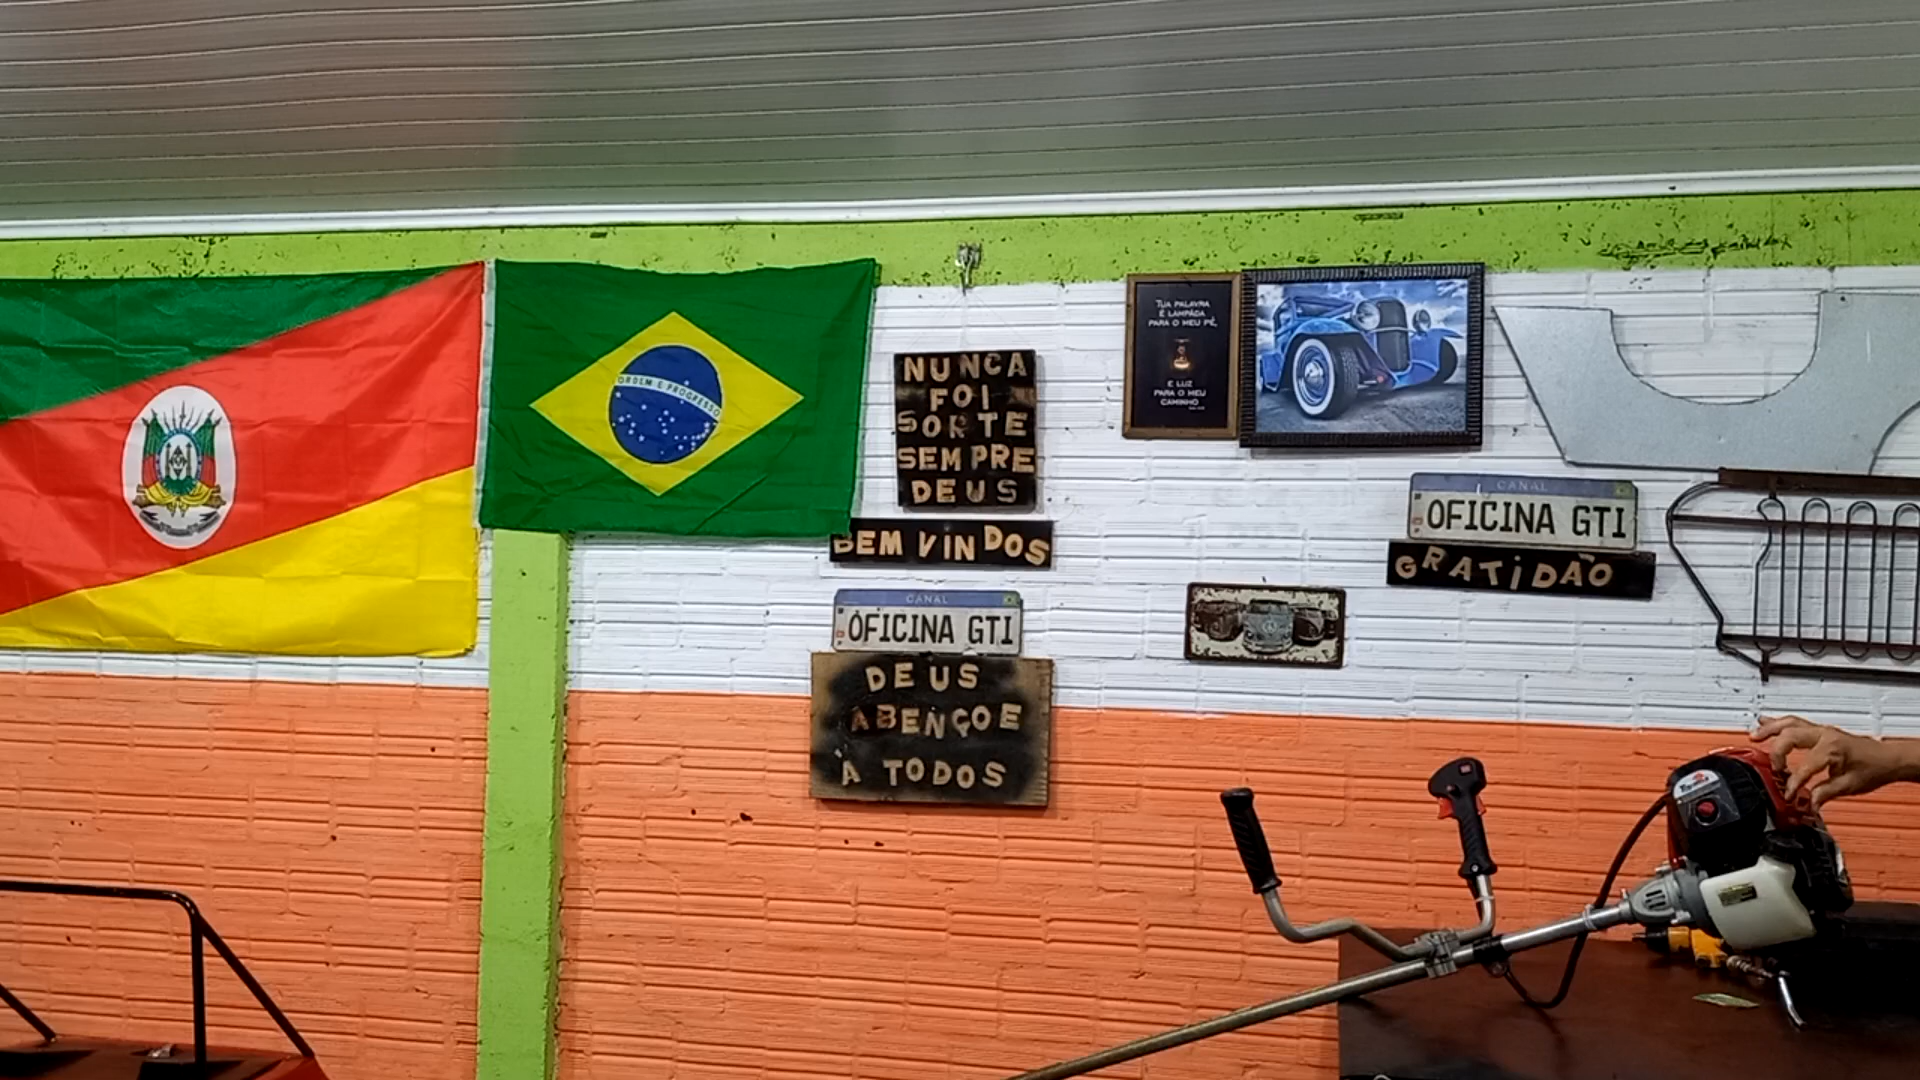 ORDEM E PROGRESSO
NUNCA
FOI
SORTE
SEMPRE
DEUS
BEM VINDOS
CANAL
OFICINA GTI
DEUS
ABENÇOE
À TODOS
TUA PALAVRA
É LÂMPADA
PARA O MEU PÉ,
E LUZ
PARA O MEU
CAMINHO
CANAL
OFICINA GTI
GRATIDÃO